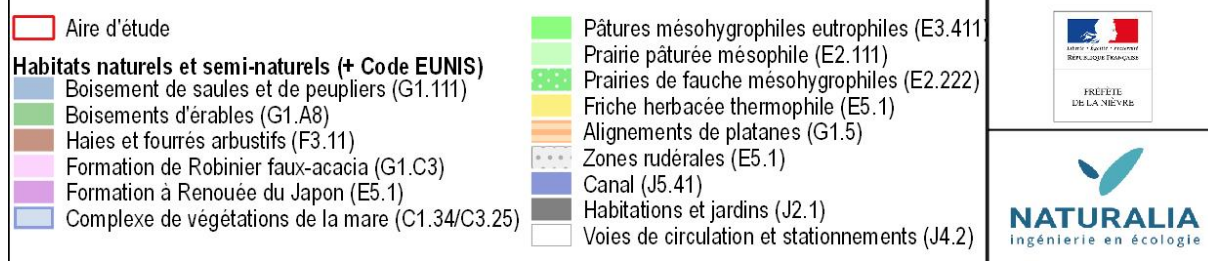 Aire d'étude
Habitats naturels et semi-naturels (+ Code EUNIS)
Boisement de saules et de peupliers (G1.111)
Boisements d'érables (G1.A8)
Haies et fourrés arbustifs (F3.11)
Formation de Robinier faux-acacia (G1.C3)
Formation à Renouée du Japon (E5.1)
Complexe de végétations de la mare (C1.34/C3.25)
Pâtures mésohygrophiles eutrophiles (E3.411)
Prairie pâturée mésophile (E2.111)
Prairies de fauche mésohygrophiles (E2.222)
Friche herbacée thermophile (E5.1)
Alignements de platanes (G1.5)
Zones rudérales (E5.1)
Canal (J5.41)
Habitations et jardins (J2.1)
Voies de circulation et stationnements (J4.2)
Liberté • Égalité • Fraternité
RÉPUBLIQUE FRANÇAISE
PRÉFÈTE
DE LA NIÈVRE
NATURALIA
ingénierie en écologie